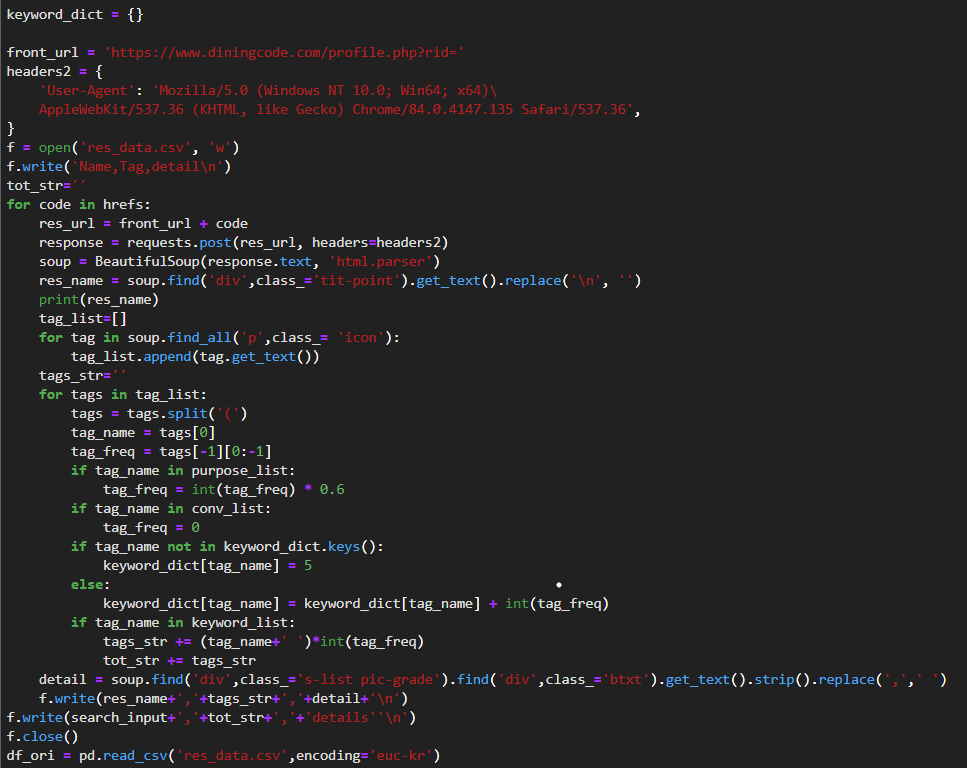 keyword_dict = {}
front_url = 'https://www.diningcode.com/profile.php?rid='
headers2 = {
    'User-Agent': 'Mozilla/5.0 (Windows NT 10.0; Win64; x64)\
    AppleWebKit/537.36 (KHTML, like Gecko) Chrome/84.0.4147.135 Safari/537.36',
}
f = open('res_data.csv', 'w')
f.write('Name,Tag,detail\n')
tot_str=''
for code in hrefs:
    res_url = front_url + code
    response = requests.post(res_url, headers=headers2)
    soup = BeautifulSoup(response.text, 'html.parser')
    res_name = soup.find('div',class_='tit-point').get_text().replace('\n', '')
    print(res_name)
    tag_list=[]
    for tag in soup.find_all('p',class_= 'icon'):
        tag_list.append(tag.get_text())
    tags_str=''
    for tags in tag_list:
        tags = tags.split('(')
        tag_name = tags[0]
        tag_freq = tags[-1][0:-1]
        if tag_name in purpose_list:
            tag_freq = int(tag_freq) * 0.6
        if tag_name in conv_list:
            tag_freq = 0
        if tag_name not in keyword_dict.keys():
            keyword_dict[tag_name] = 5
        else:
            keyword_dict[tag_name] = keyword_dict[tag_name] + int(tag_freq)
        if tag_name in keyword_list:
            tags_str += (tag_name+' ')*int(tag_freq)
            tot_str += tags_str
    detail = soup.find('div',class_='s-list pic-grade').find('div',class_='btxt').get_text().strip().replace(',',' ')
    f.write(res_name+','+tags_str+','+detail+'\n')
f.write(search_input+','+tot_str+','+'details''\n')
f.close()
df_ori = pd.read_csv('res_data.csv',encoding='euc-kr')